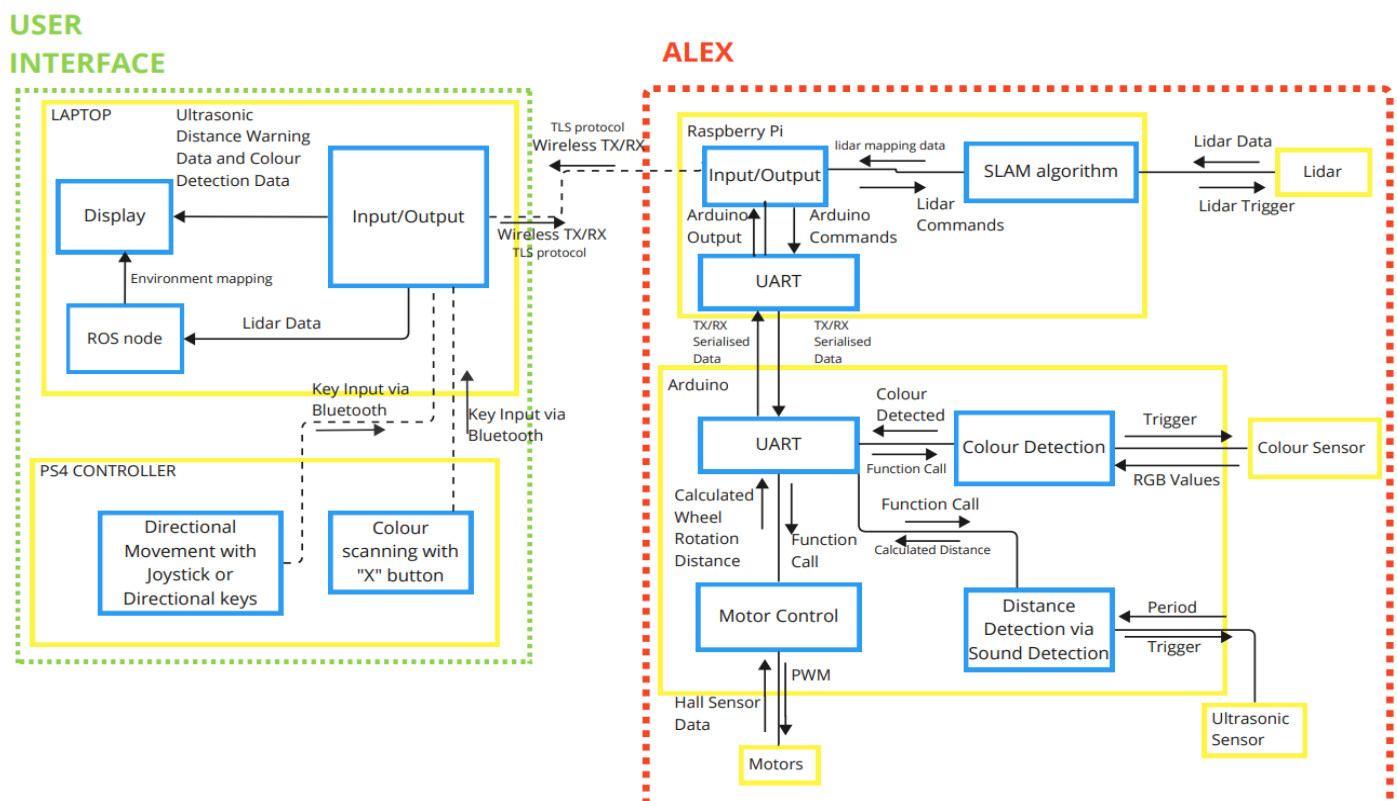 USER
INTERFACE
LAPTOP
Ultrasonic
Distance Warning
Data and Colour
Detection Data
Display
Input/Output
Environment mapping
ROS node
Lidar Data
Key Input via
Bluetooth
Key Input via
Bluetooth
PS4 CONTROLLER
Directional
Movement with
Joystick or
Directional keys
Colour
scanning with
"X" button
TLS protocol
Wireless TX/RX
Wireless TX/RX
TLS protocol
ALEX
Raspberry Pi
Input/Output
lidar mapping data
SLAM algorithm
Lidar
Commands
Lidar Data
Lidar Trigger
Lidar
Arduino
Output
Arduino
Commands
UART
TX/RX
Serialised
Data
TX/RX
Serialised
Data
Arduino
UART
Colour
Detected
Function Call
Colour Detection
Trigger
RGB Values
Colour Sensor
Calculated
Wheel
Rotation
Distance
Function
Call
Function Call
Calculated Distance
Motor Control
Distance
Detection via
Sound Detection
Period
Trigger
Hall Sensor
Data
PWM
Motors
Ultrasonic
Sensor